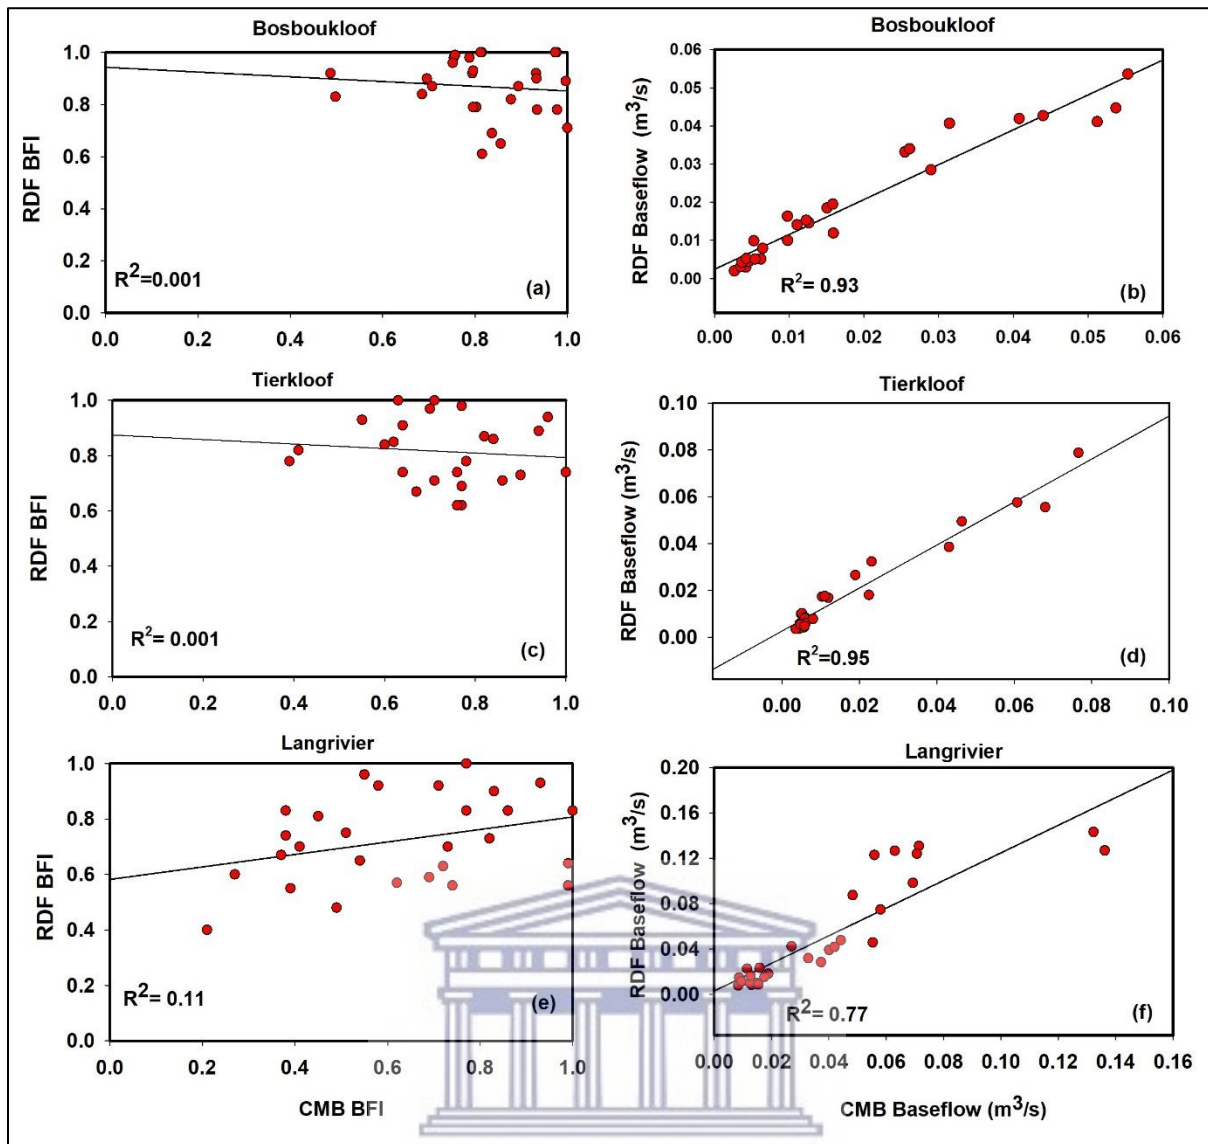 Bosboukloof
RDF BFI
1.0
0.8
0.6
0.4
0.2
0.0
R²=0.001
(a)
0.0 0.2 0.4 0.6 0.8 1.0
Bosboukloof
RDF Baseflow (m³/s)
0.06
0.05
0.04
0.03
0.02
0.01
0.00
R²= 0.93
(b)
0.00 0.01 0.02 0.03 0.04 0.05 0.06
Tierkloof
RDF BFI
1.0
0.8
0.6
0.4
0.2
0.0
R²= 0.001
(c)
0.0 0.2 0.4 0.6 0.8 1.0
Tierkloof
RDF Baseflow (m³/s)
0.10
0.08
0.06
0.04
0.02
0.00
R²=0.95
(d)
0.00 0.02 0.04 0.06 0.08 0.10
Langrivier
RDF BFI
1.0
0.8
0.6
0.4
0.2
0.0
R²= 0.11
(e)
0.0 0.2 0.4 0.6 0.8 1.0
CMB BFI
Langrivier
RDF Baseflow (m³/s)
0.20
0.16
0.12
0.08
0.04
0.00
R²= 0.77
(f)
0.00 0.02 0.04 0.06 0.08 0.10 0.12 0.14 0.16
CMB Baseflow (m³/s)